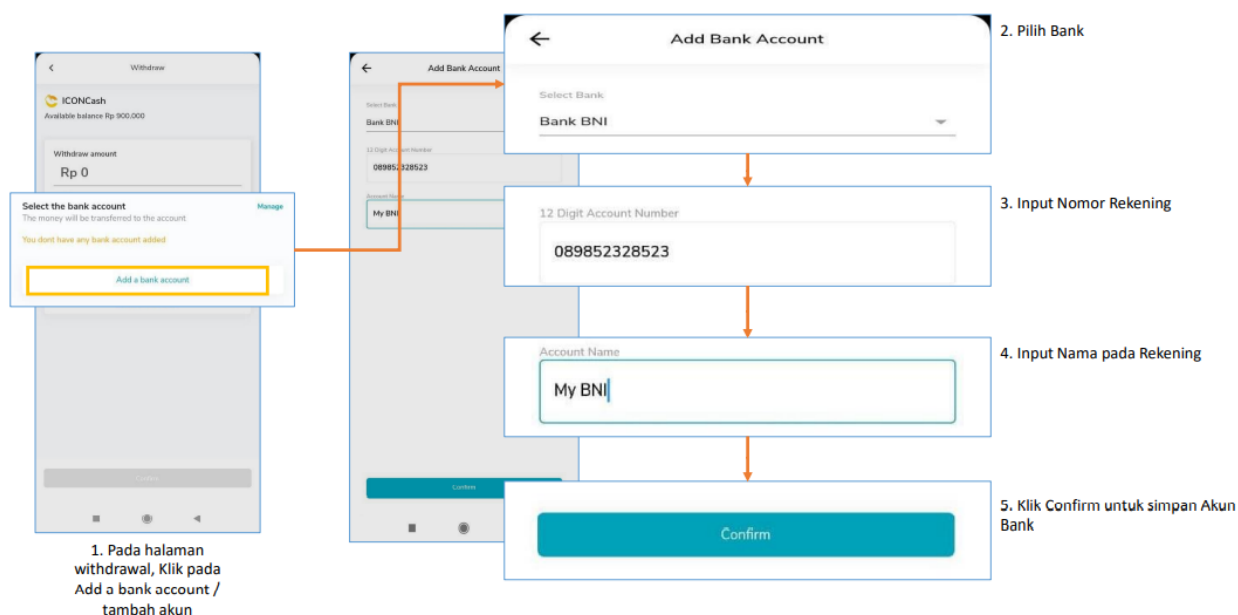 Withdraw
ICONCash
Available balance Rp 900.000
Withdraw amount
Rp 0
Select the bank account
Manage
The money will be transferred to the account
You dont have any bank account added
Add a bank account
Confirm
1. Pada halaman
withdrawal, Klik pada
Add a bank account /
tambah akun
Add Bank Account
Select Bank
Bank BNI
12 Digit Account Number
089852328523
Account Name
My BNI
Confirm
Add Bank Account
Select Bank
Bank BNI
2. Pilih Bank
12 Digit Account Number
089852328523
3. Input Nomor Rekening
Account Name
My BNI
4. Input Nama pada Rekening
Confirm
5. Klik Confirm untuk simpan Akun
Bank